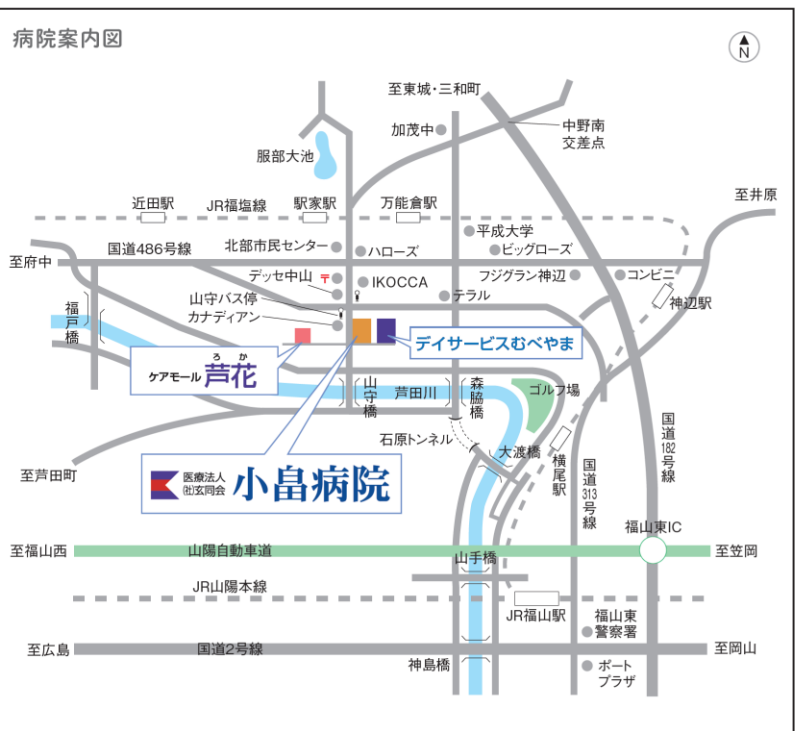 病院案内図
N
至東城・三和町
加茂中
中野南
交差点
服部大池
至井原
近田駅
JR福塩線
駅家駅
万能倉駅
平成大学
北部市民センター
ハローズ
ビッグローズ
国道486号線
至府中
デッセ中山
〒
IKOCCA
フジグラン神辺
コンビニ
山守バス停
テラル
神辺駅
カナディアン
福戸橋
デイサービスむべやま
ろか
ケアモール 芦花
山守橋
芦田川
森脇橋
ゴルフ場
石原トンネル
大渡橋
横尾駅
国道313号線
国道182号線
至芦田町
医療法人
㈳玄同会
小畠病院
福山東IC
至福山西
山陽自動車道
山手橋
至笠岡
JR山陽本線
JR福山駅
福山東
警察署
至広島
国道2号線
至岡山
神島橋
ポート
プラザ